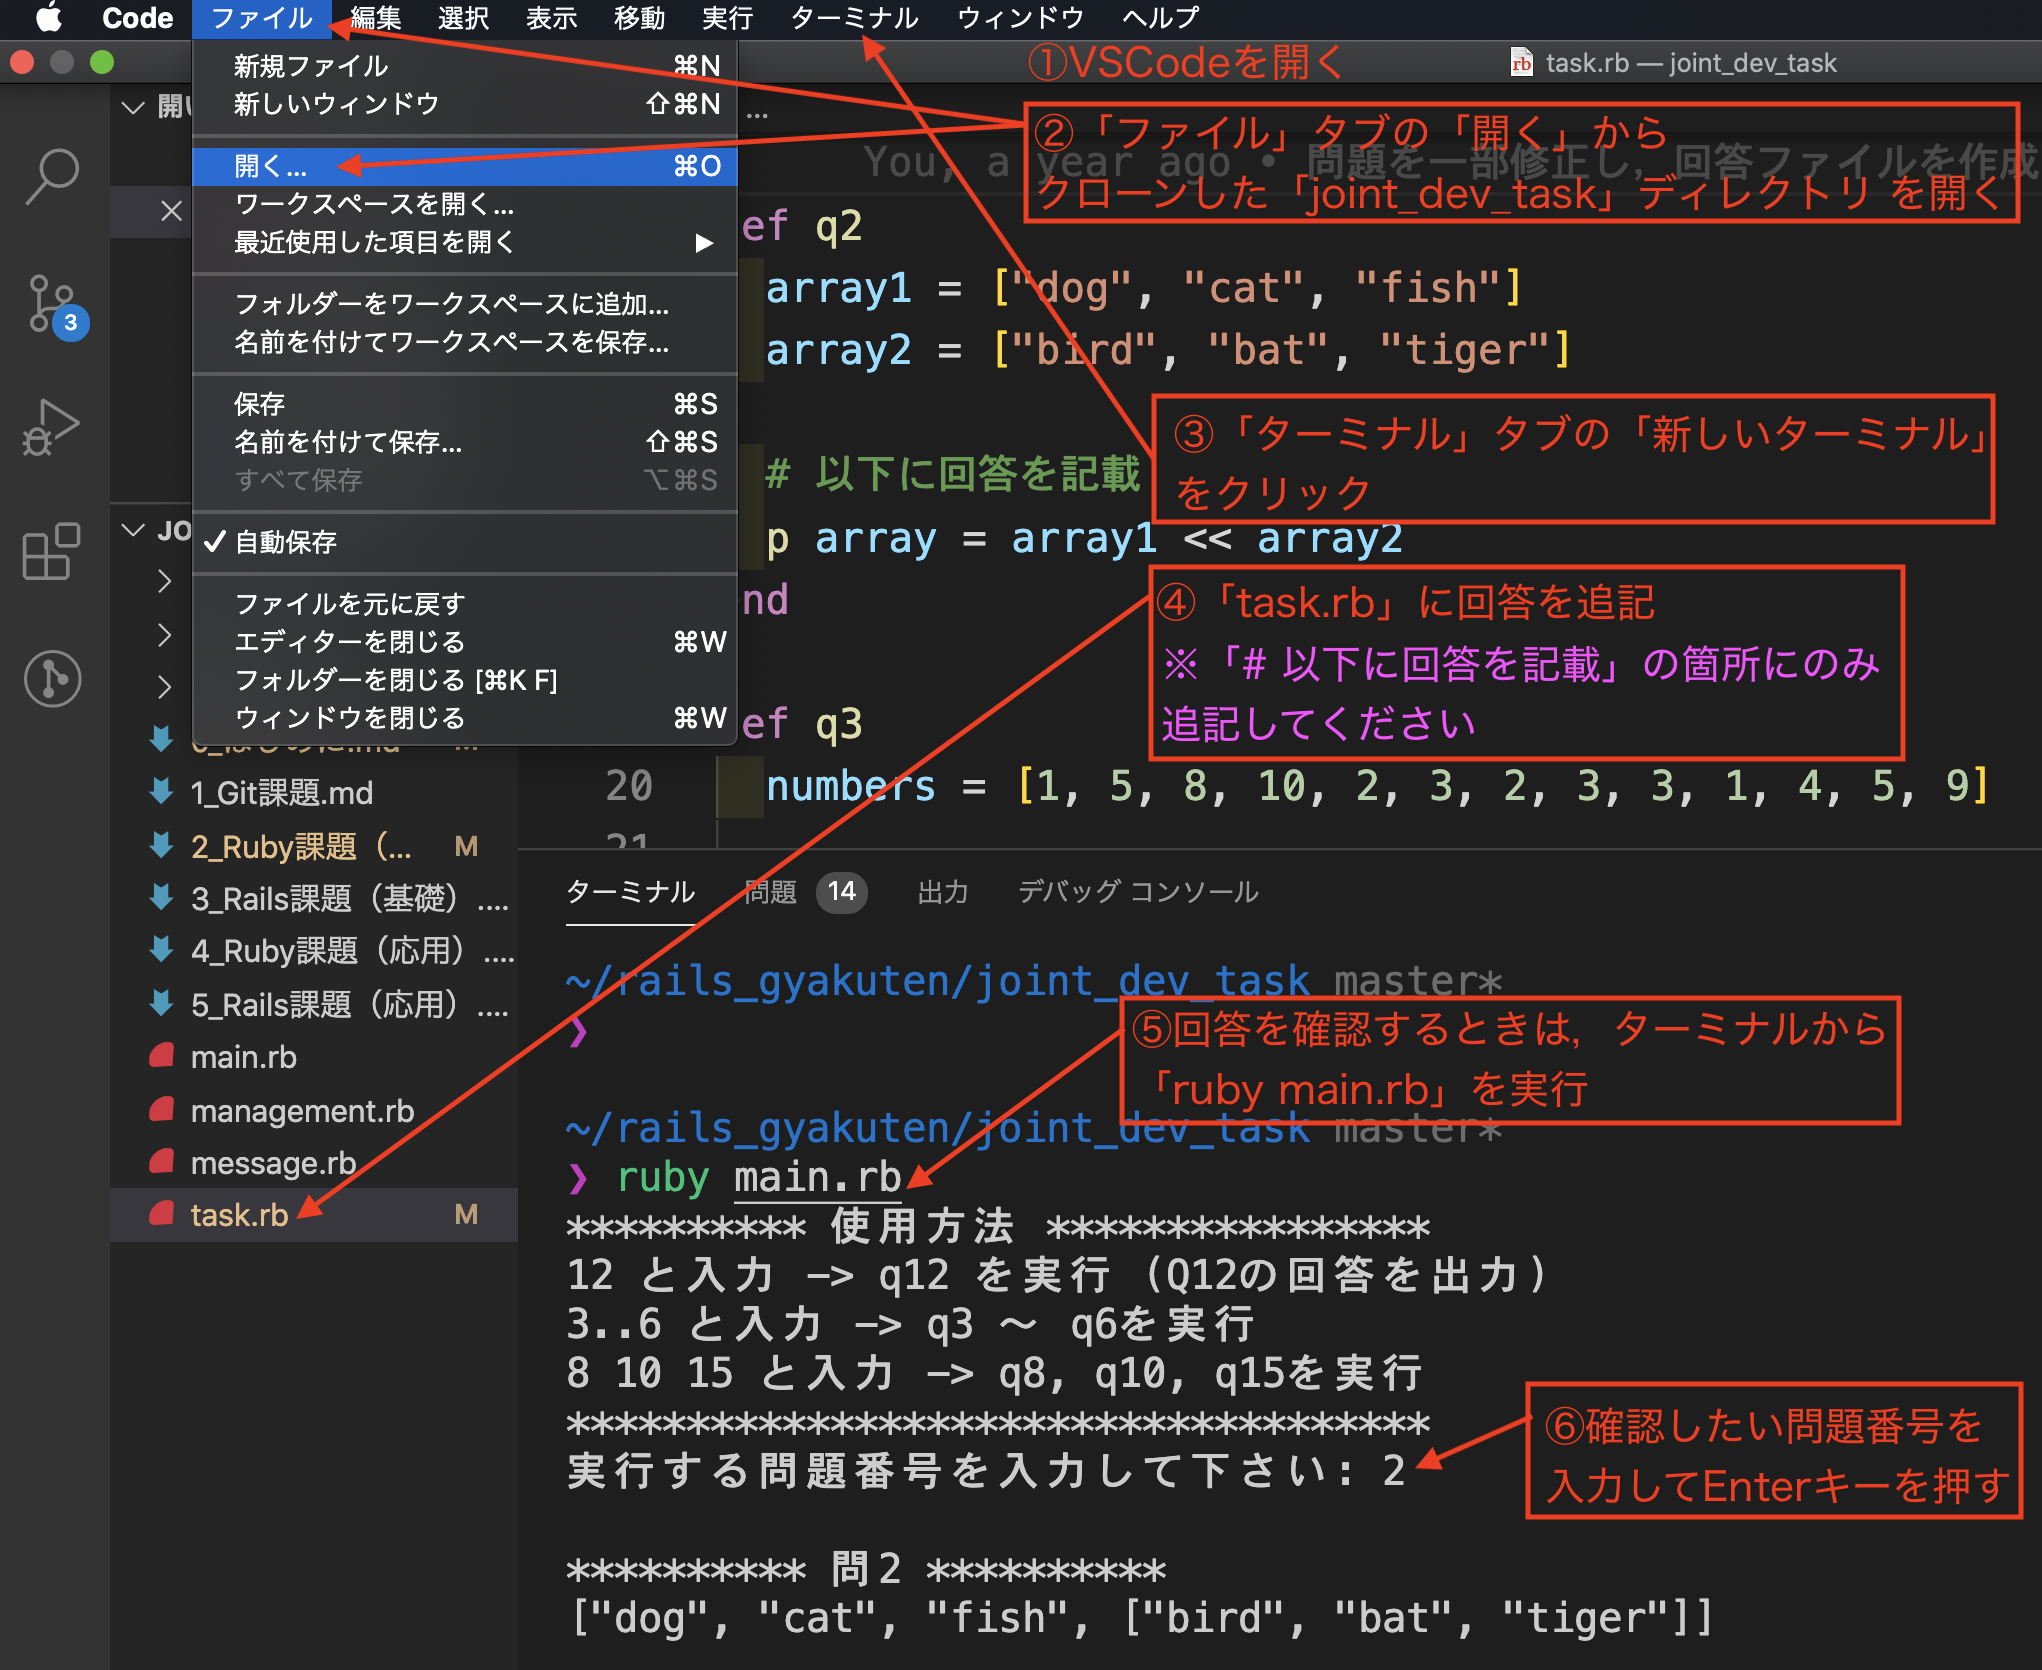 Code ファイル 編集 選択 表示 移動 実行 ターミナル ウィンドウ ヘルプ
①VSCodeを開く
task.rb — joint_dev_task
新規ファイル ⌘N
新しいウィンドウ ⇧⌘N
開く... ⌘O
ワークスペースを開く...
最近使用した項目を開く ▶
フォルダーをワークスペースに追加...
名前を付けてワークスペースを保存...
保存 ⌘S
名前を付けて保存... ⇧⌘S
すべて保存 ⌥⌘S
✓ 自動保存
ファイルを元に戻す
エディターを閉じる ⌘W
フォルダーを閉じる [⌘K F]
ウィンドウを閉じる ⌘W
...
②「ファイル」タブの「開く」から
クローンした「joint_dev_task」ディレクトリ を開く
You, a year ago • 問題を一部修正し, 回答ファイルを作成
ef q2
array1 = ["dog", "cat", "fish"]
array2 = ["bird", "bat", "tiger"]
③「ターミナル」タブの「新しいターミナル」
をクリック
# 以下に回答を記載
p array = array1 << array2
nd
④「task.rb」に回答を追記
※「# 以下に回答を記載」の箇所にのみ
追記してください
ef q3
20 numbers = [1, 5, 8, 10, 2, 3, 2, 3, 3, 1, 4, 5, 9]
21
3
開い
JO
0_はじめに.md M
1_Git課題.md
2_Ruby課題（... M
3_Rails課題（基礎）....
4_Ruby課題（応用）....
5_Rails課題（応用）....
main.rb
management.rb
message.rb
task.rb M
ターミナル 問題 14 出力 デバッグ コンソール
~/rails_gyakuten/joint_dev_task master*
❯
⑤回答を確認するときは，ターミナルから
「ruby main.rb」を実行
~/rails_gyakuten/joint_dev_task master*
❯ ruby main.rb
********** 使用方法 ****************
12 と入力 —> q12 を実行 (Q12の回答を出力)
3..6 と入力 —> q3 〜 q6を実行
8 10 15 と入力 —> q8, q10, q15を実行
************************************
実行する問題番号を入力して下さい: 2
⑥確認したい問題番号を
入力してEnterキーを押す
********** 問2 **********
["dog", "cat", "fish", ["bird", "bat", "tiger"]]